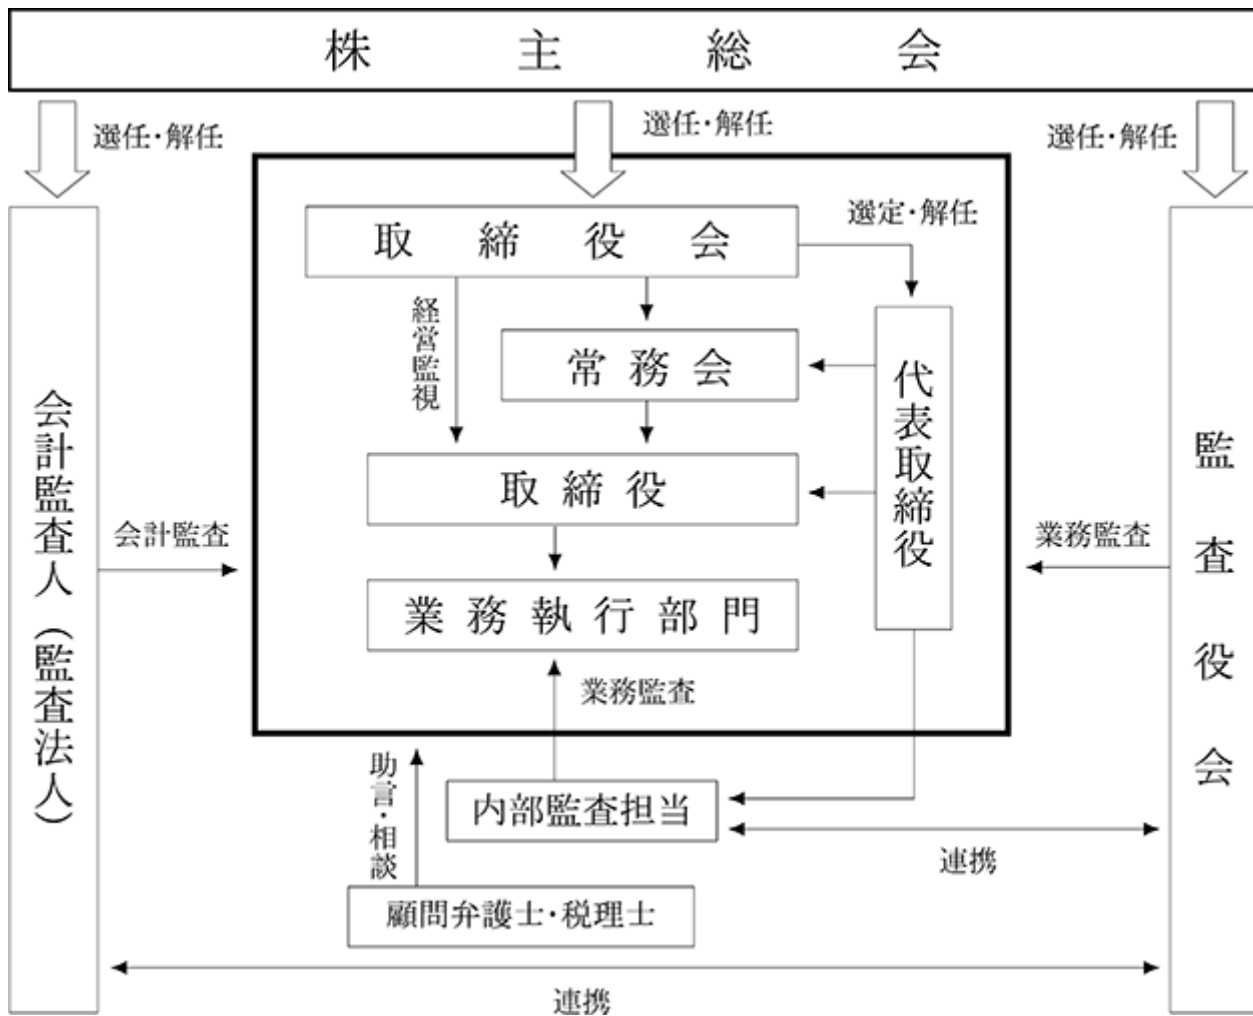 株主総会
選任・解任
選任・解任
選任・解任
取締役会
選定・解任
経営監視
常務会
代表取締役
取締役
業務執行部門
会計監査人（監査法人）
会計監査
監査役会
業務監査
業務監査
内部監査担当
助言・相談
連携
顧問弁護士・税理士
連携